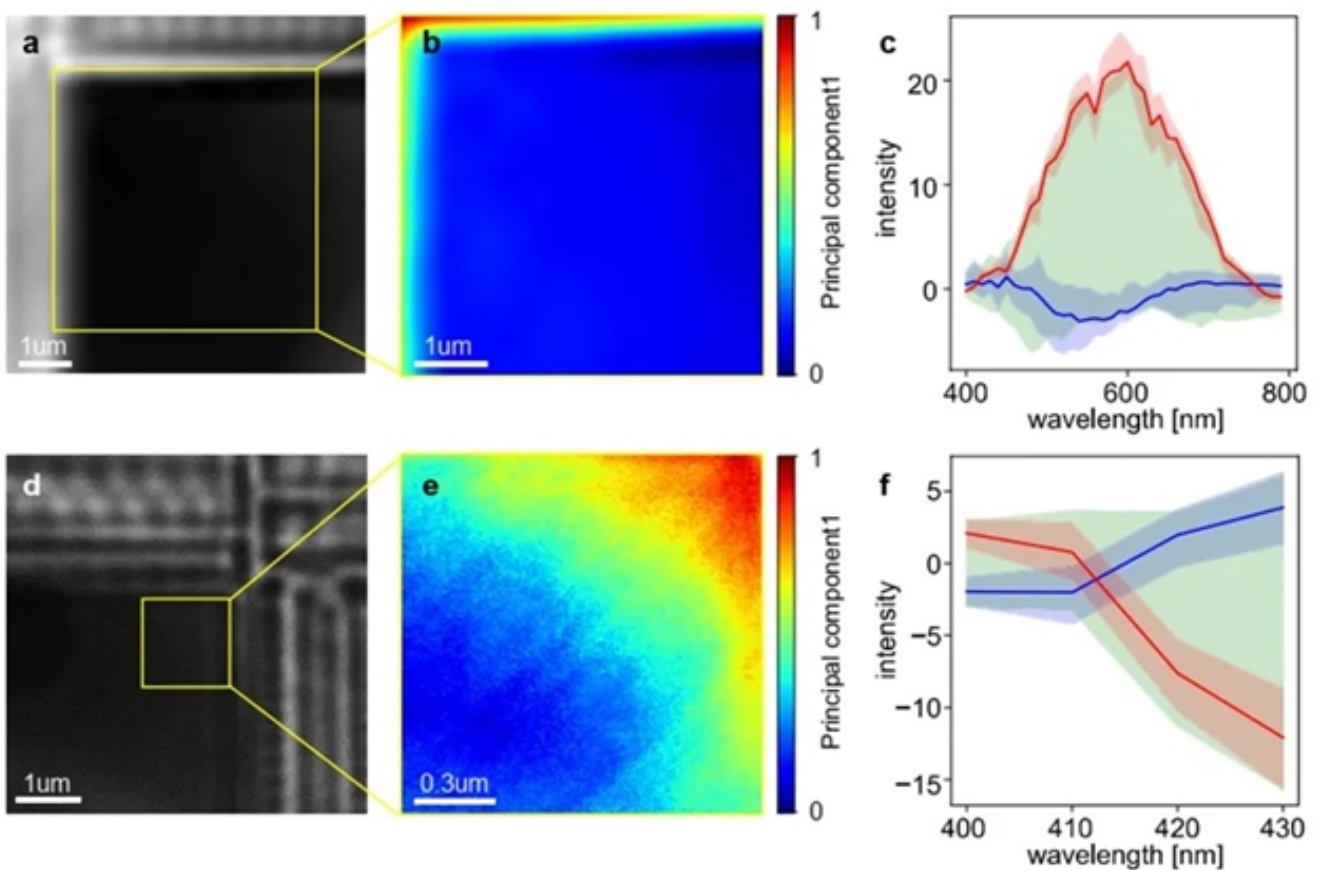 a
1um
b
1um
1
Principal component1
0
c
intensity
20
10
0
400
600
800
wavelength [nm]
d
1um
e
0.3um
1
Principal component1
0
f
intensity
5
0
−5
−10
−15
400
410
420
430
wavelength [nm]